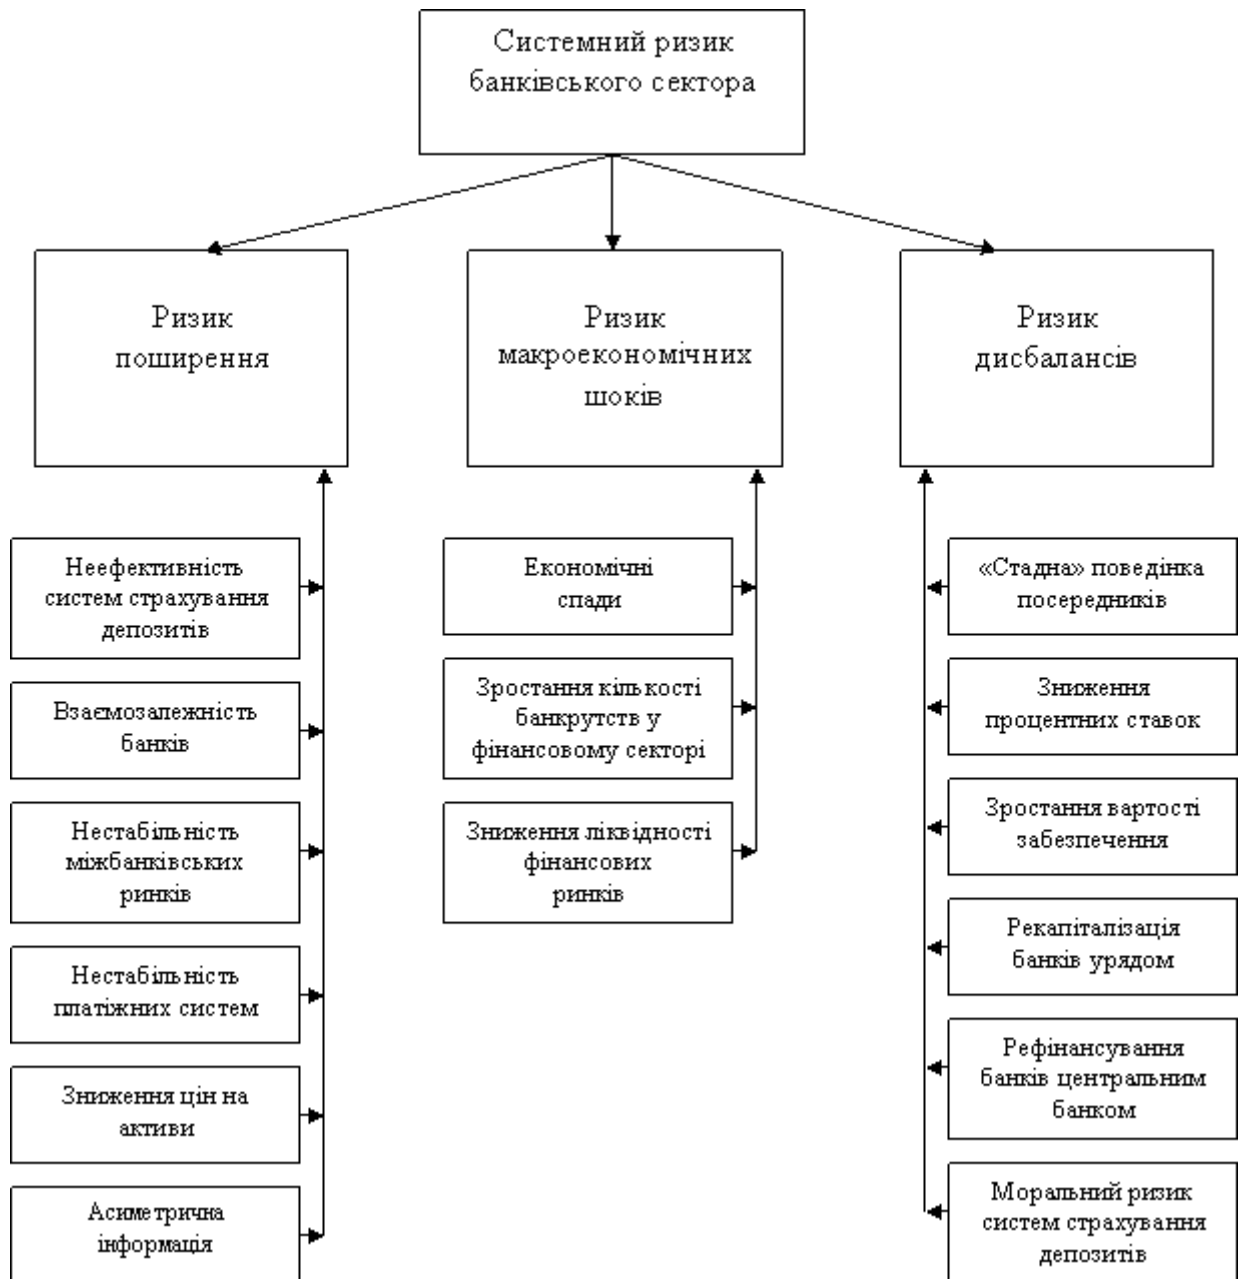 Системний ризик
банківського сектора
Ризик
поширення
Ризик
макроекономічних
шоків
Ризик
дисбалансів
Неефективність
систем страхування
депозитів
Взаємозалежність
банків
Нестабільність
міжбанківських
ринків
Нестабільність
платіжних систем
Зниження цін на
активи
Асиметрична
інформація
Економічні
спади
Зростання кількості
банкрутств у
фінансовому секторі
Зниження ліквідності
фінансових
ринків
«Стадна» поведінка
посередників
Зниження
процентних ставок
Зростання вартості
забезпечення
Рекапіталізація
банків урядом
Рефінансування
банків центральним
банком
Моральний ризик
систем страхування
депозитів